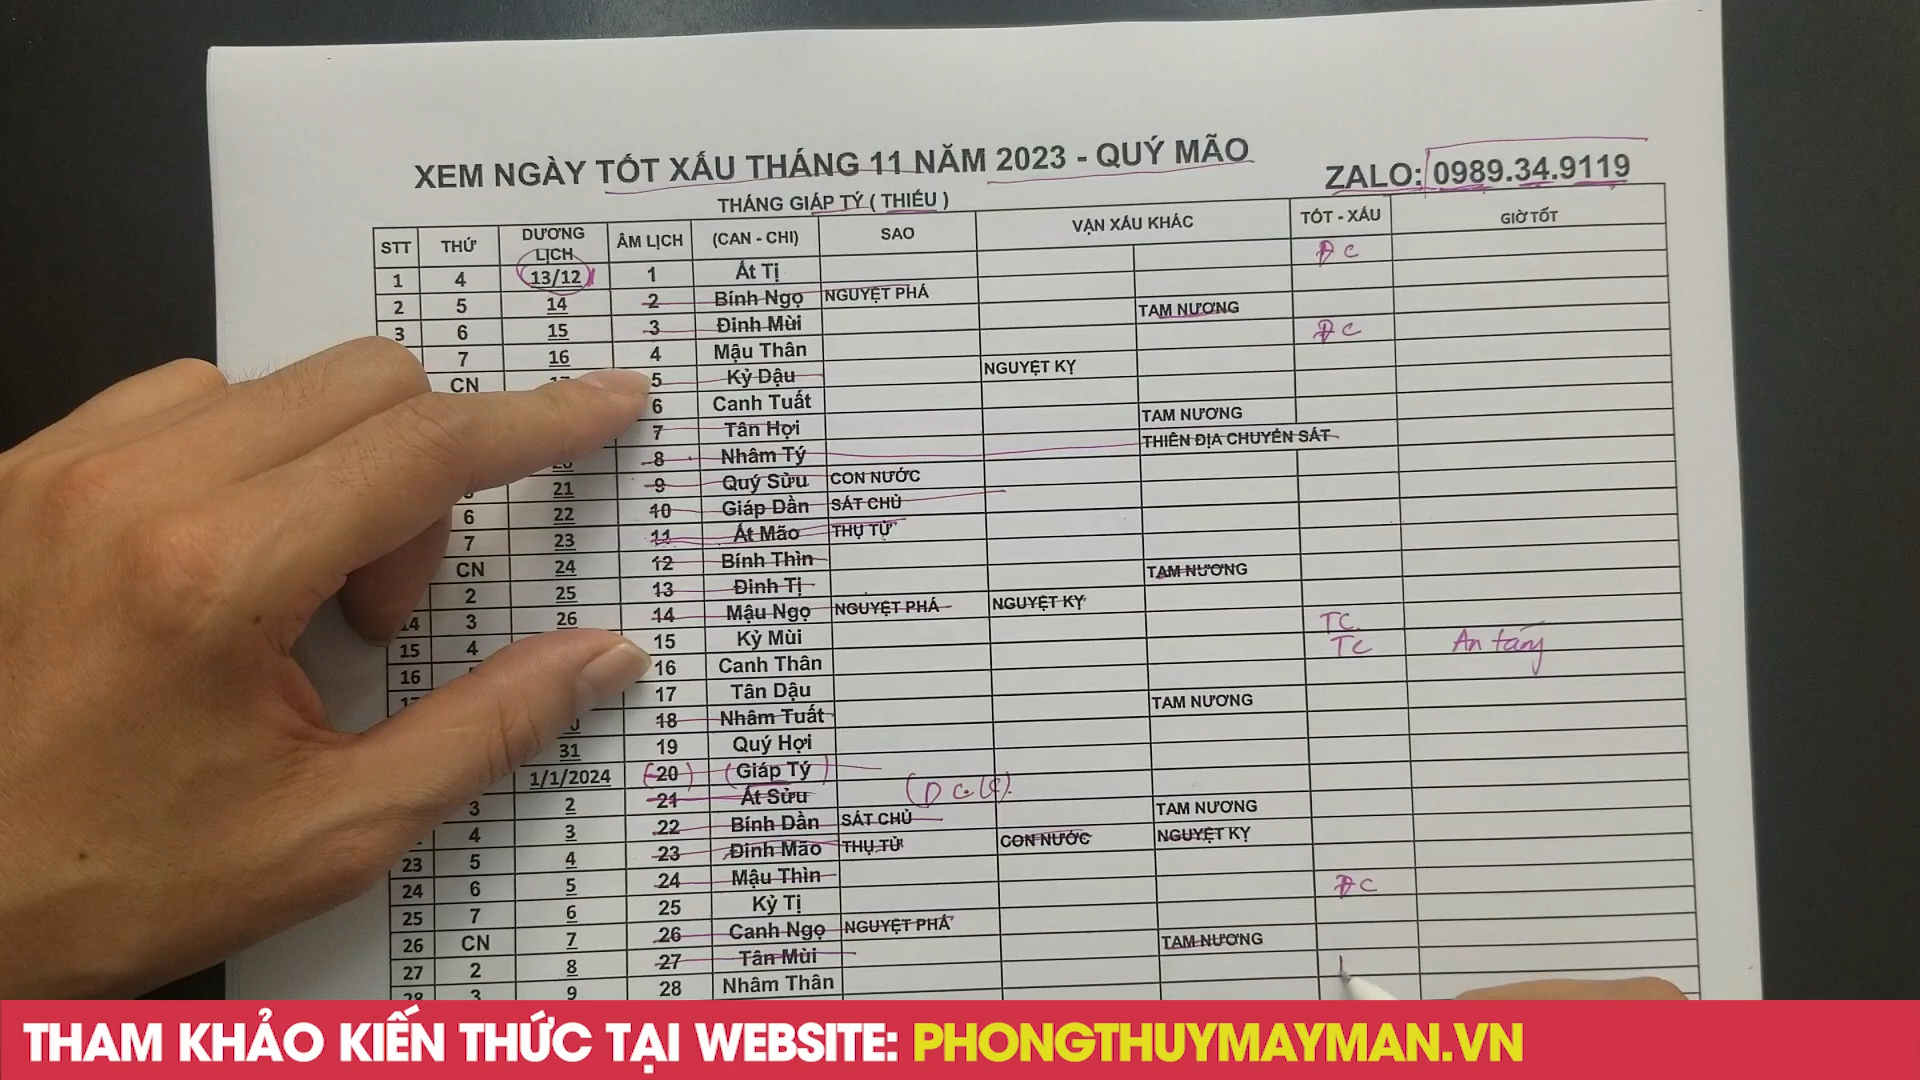 XEM NGÀY TỐT XẤU THÁNG 11 NĂM 2023 - QUÝ MÃO
ZALO: 0989.34.9119
THÁNG GIÁP TÝ ( THIẾU )
STT THỨ DƯƠNG LỊCH ÂM LỊCH (CAN - CHI) SAO VẬN XẤU KHÁC TỐT - XẤU GIỜ TỐT
1 4 13/12 1 Ất Tị ĐC
2 5 14 2 Bính Ngọ NGUYỆT PHÁ
3 6 15 3 Đinh Mùi TAM NƯƠNG
7 16 4 Mậu Thân ĐC
CN 5 Kỷ Dậu NGUYỆT KỴ
6 Canh Tuất
7 Tân Hợi TAM NƯƠNG
8 Nhâm Tý THIÊN ĐỊA CHUYỂN SÁT
21 9 Quý Sửu CON NƯỚC
6 22 10 Giáp Dần SÁT CHỦ
7 23 11 Ất Mão THỤ TỬ
CN 24 12 Bính Thìn
2 25 13 Đinh Tị TAM NƯƠNG
14 3 26 14 Mậu Ngọ NGUYỆT PHÁ NGUYỆT KỴ
15 4 15 Kỷ Mùi TC
16 16 Canh Thân TC An táng
17 Tân Dậu
18 Nhâm Tuất TAM NƯƠNG
31 19 Quý Hợi
1/1/2024 (20) (Giáp Tý)
3 2 21 Ất Sửu (D C.(C).
4 3 22 Bính Dần SÁT CHỦ TAM NƯƠNG
23 5 4 23 Đinh Mão THỤ TỬ CON NƯỚC NGUYỆT KỴ
24 6 5 24 Mậu Thìn
25 7 6 25 Kỷ Tị ĐC
26 CN 7 26 Canh Ngọ NGUYỆT PHÁ
27 2 8 27 Tân Mùi TAM NƯƠNG
28 3 9 28 Nhâm Thân
THAM KHẢO KIẾN THỨC TẠI WEBSITE: PHONGTHUYMAYMAN.VN